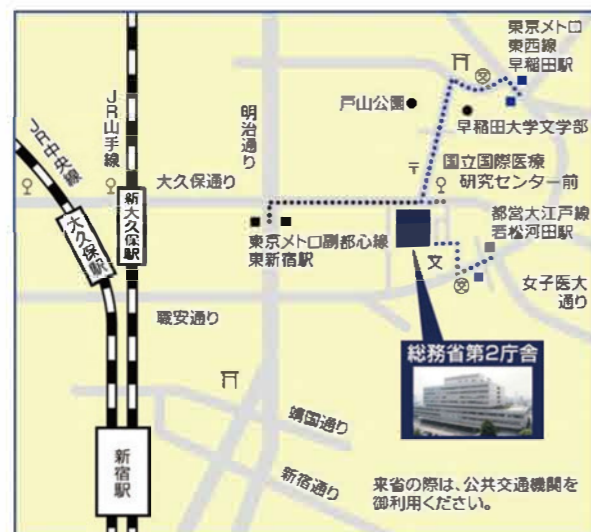 東京メトロ
東西線
早稲田駅
戸山公園
早稲田大学文学部
明治通り
JR山手線
JR中央線
大久保通り
国立国際医療
研究センター前
新大久保駅
大久保駅
東京メトロ副都心線
東新宿駅
都営大江戸線
若松河田駅
文
女子医大
通り
職安通り
総務省第2庁舎
靖国通り
新宿通り
新宿駅
来省の際は、公共交通機関を
御利用ください。